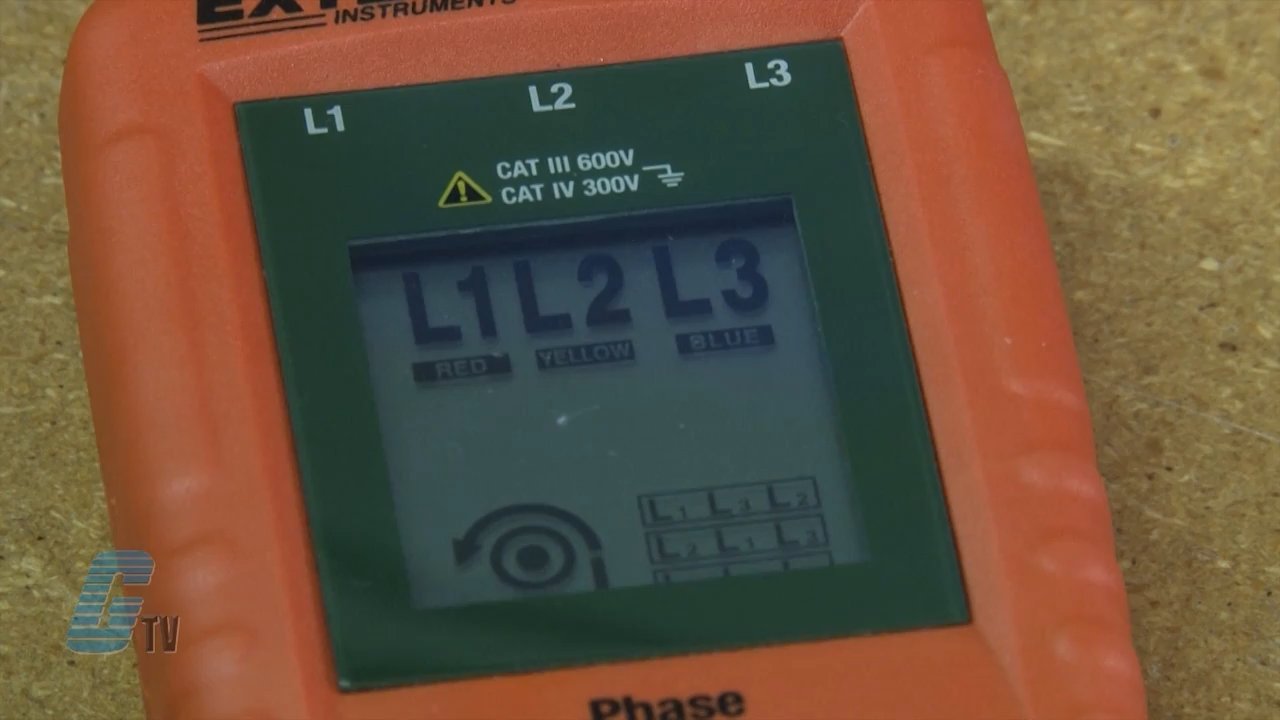 INSTRUMENTS
L1 L2 L3
CAT III 600V
CAT IV 300V
L1 L2 L3
RED YELLOW BLUE
L1 L3 L2
L2 L1 L3
Phase
GTV